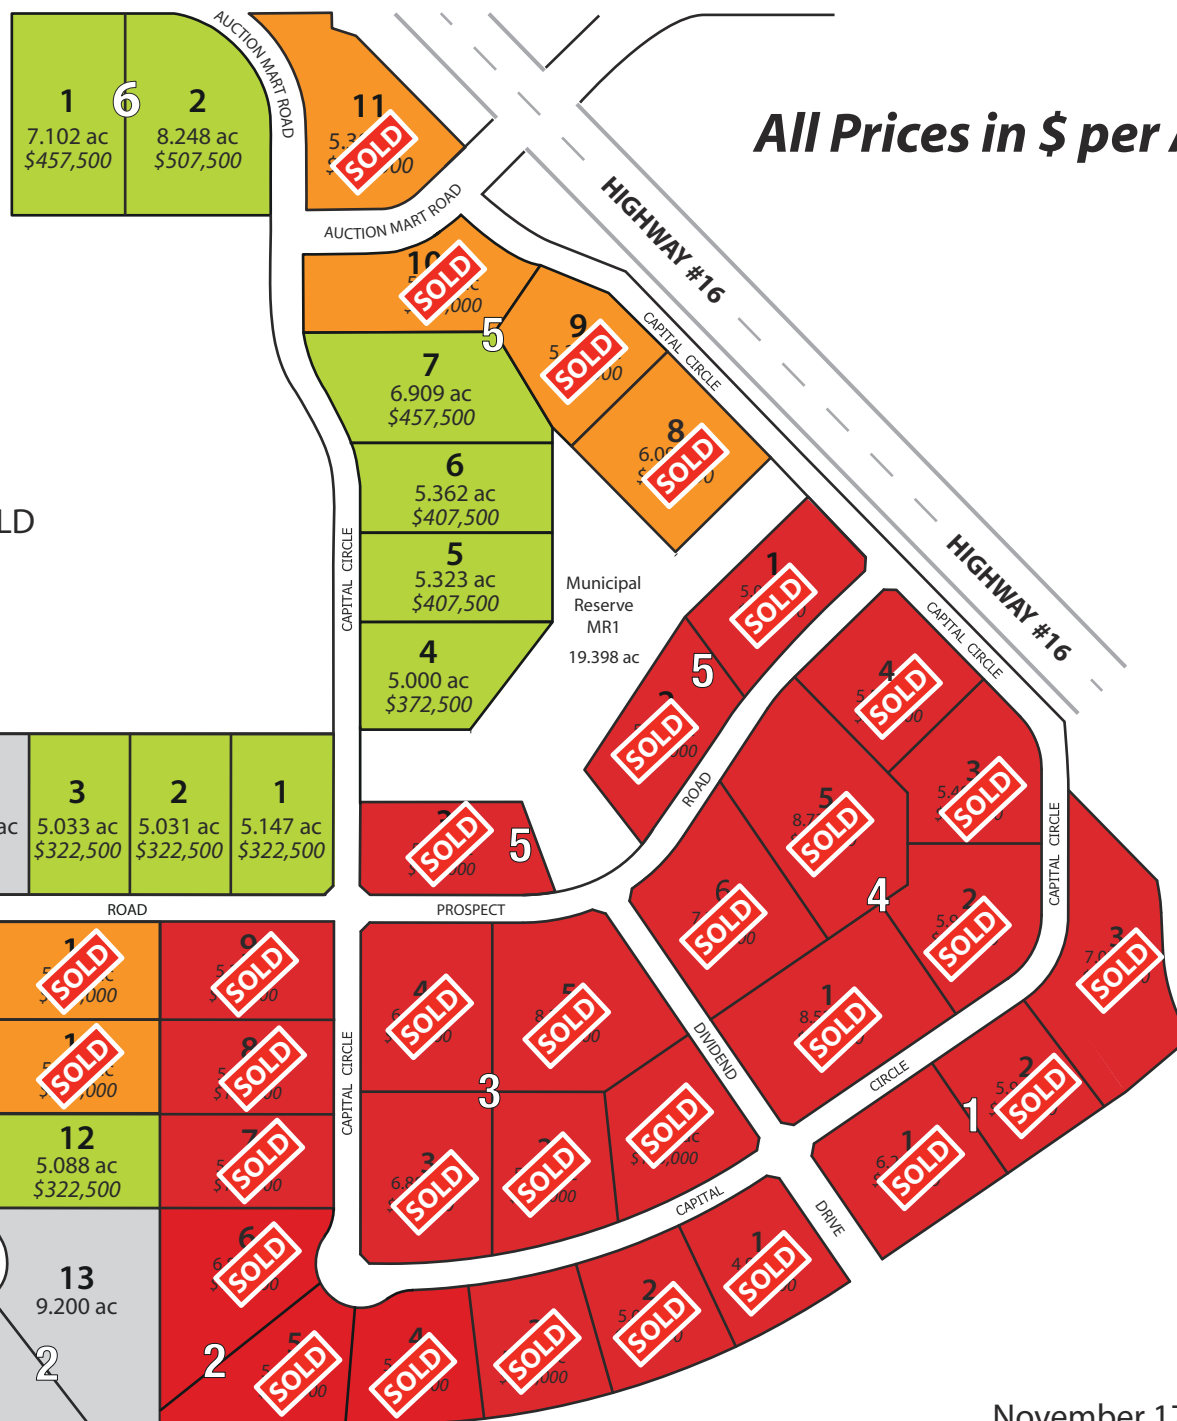 All Prices in $ per
AUCTION MART ROAD
1
7.102 ac
$457,500
6
2
8.248 ac
$507,500
11
SOLD
AUCTION MART ROAD
HIGHWAY #16
10
SOLD
5
9
SOLD
CAPITAL CIRCLE
7
6.909 ac
$457,500
8
SOLD
6
5.362 ac
$407,500
LD
CAPITAL CIRCLE
5
5.323 ac
$407,500
Municipal
Reserve
MR1
19.398 ac
1
SOLD
HIGHWAY #16
4
5.000 ac
$372,500
5
SOLD
CAPITAL CIRCLE
4
SOLD
ROAD
ac
3
5.033 ac
$322,500
2
5.031 ac
$322,500
1
5.147 ac
$322,500
SOLD
5
5
SOLD
3
SOLD
CAPITAL CIRCLE
ROAD
PROSPECT
6
SOLD
4
2
SOLD
3
SOLD
1
SOLD
9
SOLD
4
SOLD
5
SOLD
1
SOLD
DIVIDEND
SOLD
8
SOLD
CAPITAL CIRCLE
3
CIRCLE
2
SOLD
1
12
5.088 ac
$322,500
7
SOLD
3
SOLD
SOLD
SOLD
1
SOLD
CAPITAL
DRIVE
13
9.200 ac
2
6
SOLD
2
5
SOLD
4
SOLD
SOLD
2
SOLD
1
SOLD
November 17